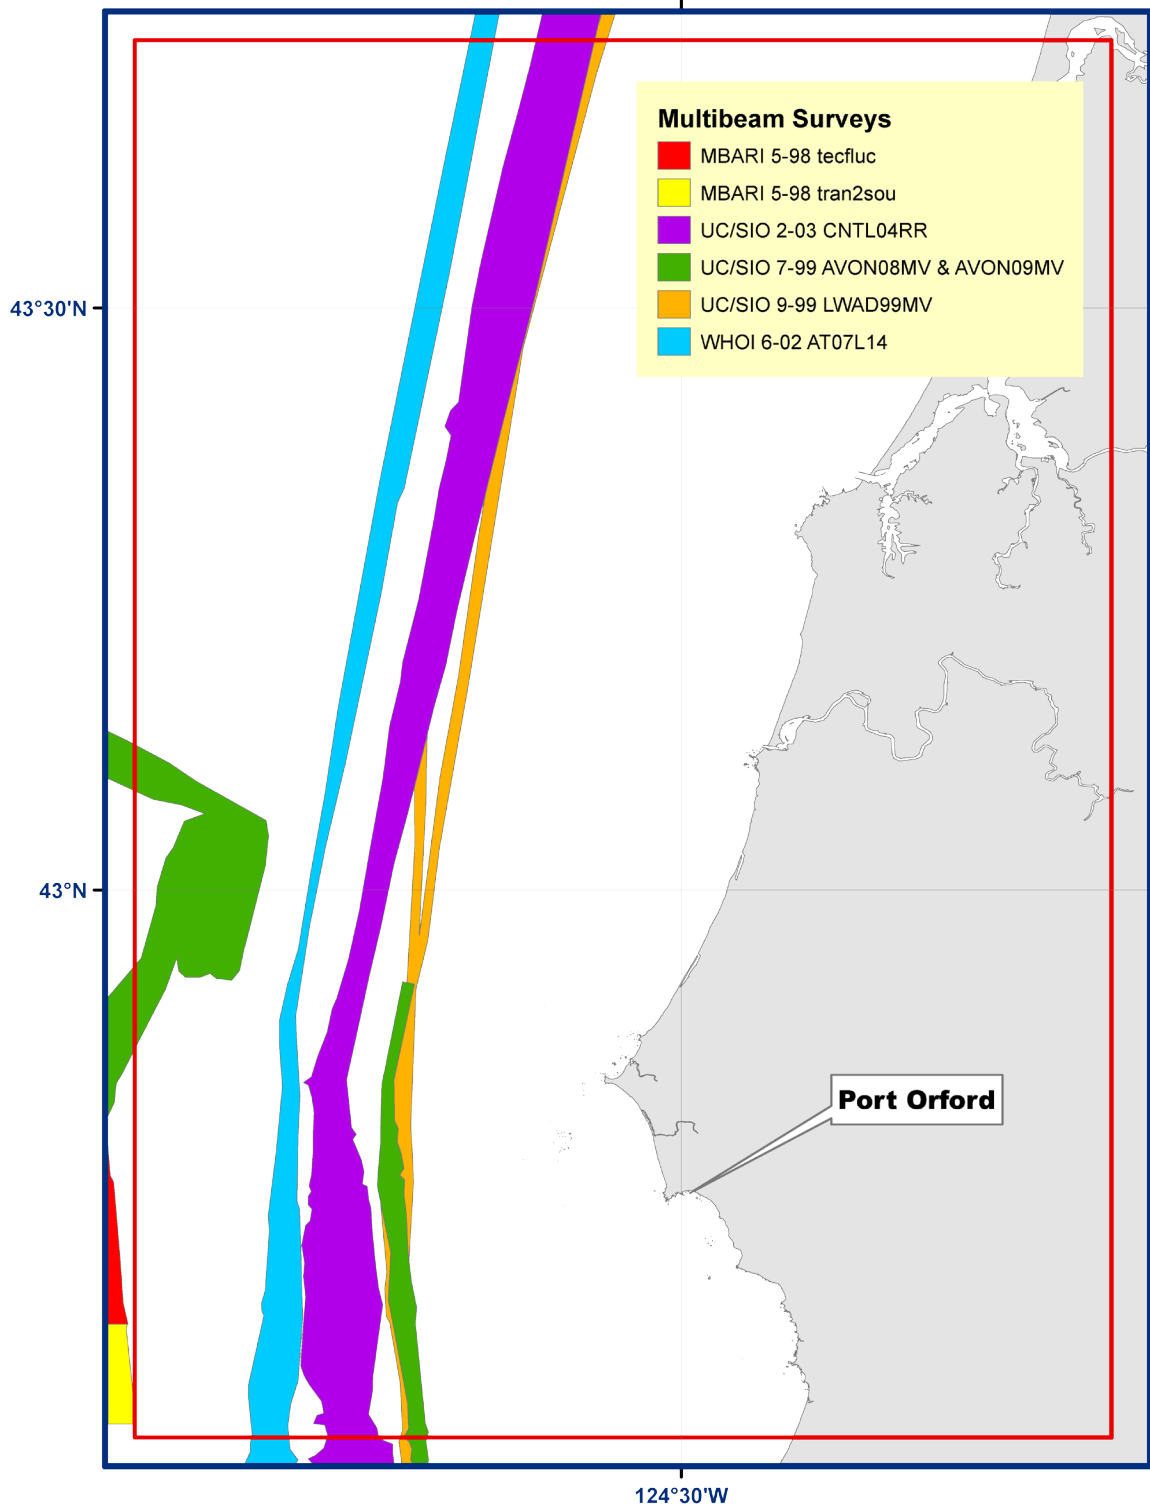 Multibeam Surveys
MBARI 5-98 tecfluc
MBARI 5-98 tran2sou
UC/SIO 2-03 CNTL04RR
UC/SIO 7-99 AVON08MV & AVON09MV
UC/SIO 9-99 LWAD99MV
WHOI 6-02 AT07L14
43°30'N
43°N
Port Orford
124°30'W